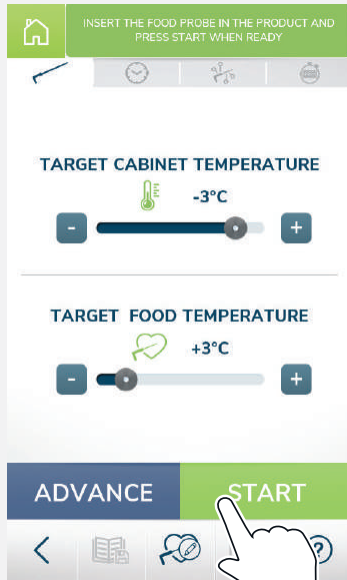 INSERT THE FOOD PROBE IN THE PRODUCT AND
PRESS START WHEN READY
TARGET CABINET TEMPERATURE
-3°C
- +
TARGET FOOD TEMPERATURE
+3°C
- +
ADVANCE START
?